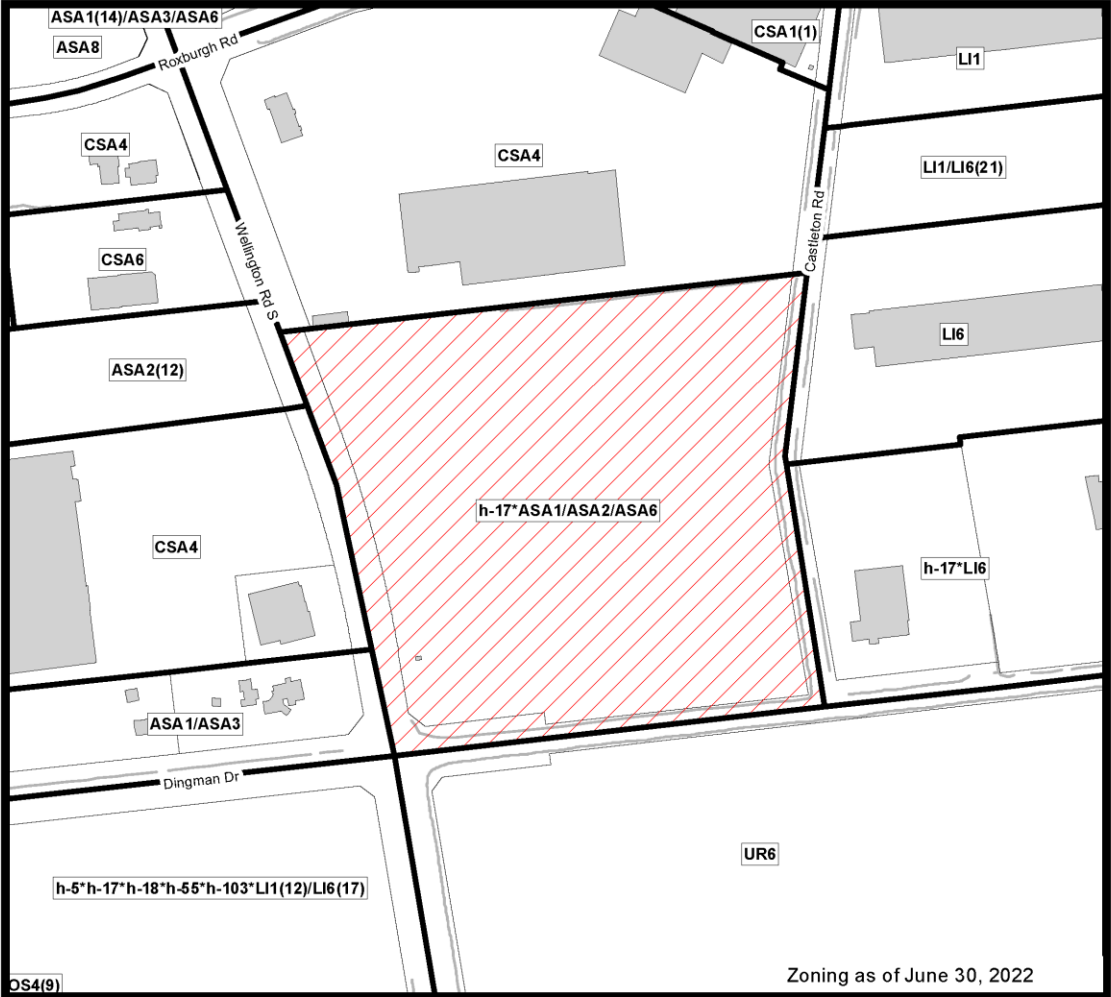 ASA1(14)/ASA3/ASA6
ASA8
Roxburgh Rd
CSA1(1)
LI1
CSA4
CSA4
LI1/LI6(21)
Castleton Rd
Wellington Rd S
CSA6
LI6
ASA2(12)
h-17*ASA1/ASA2/ASA6
CSA4
h-17*LI6
ASA1/ASA3
Dingman Dr
UR6
h-5*h-17*h-18*h-55*h-103*LI1(12)/LI6(17)
OS4(9)
Zoning as of June 30, 2022